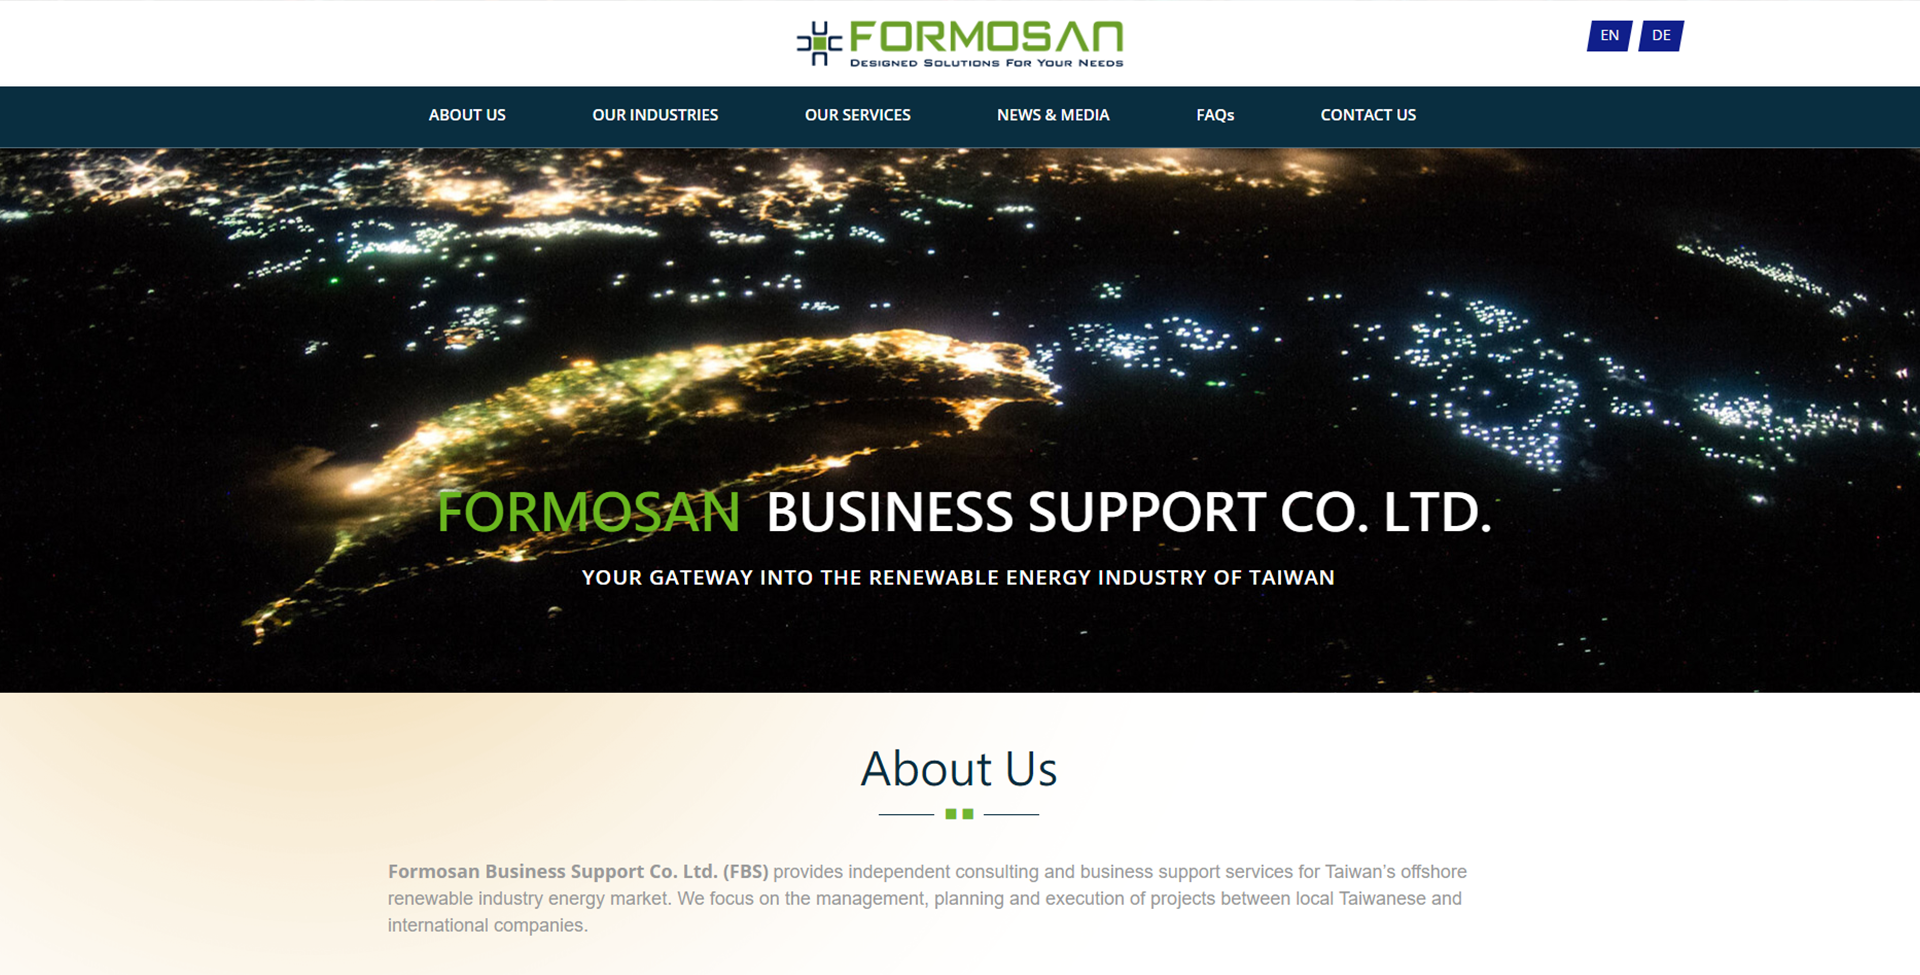 FORMOSAN
DESIGNED SOLUTIONS FOR YOUR NEEDS
EN DE
ABOUT US OUR INDUSTRIES OUR SERVICES NEWS & MEDIA FAQs CONTACT US
FORMOSAN BUSINESS SUPPORT CO. LTD.
YOUR GATEWAY INTO THE RENEWABLE ENERGY INDUSTRY OF TAIWAN
About Us
Formosan Business Support Co. Ltd. (FBS) provides independent consulting and business support services for Taiwan’s offshore
renewable industry energy market. We focus on the management, planning and execution of projects between local Taiwanese and
international companies.